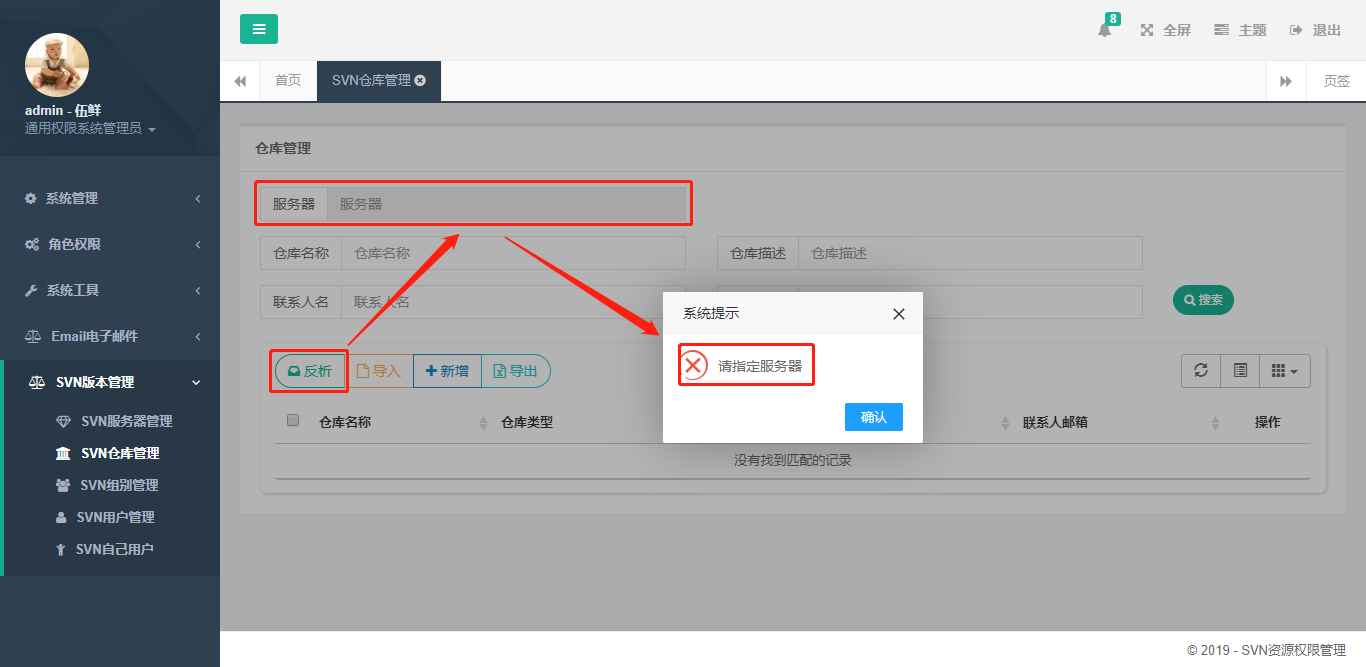 8
全屏
主题
退出
admin - 伍鲜
通用权限系统管理员
首页
SVN仓库管理
页签
系统管理
角色权限
系统工具
Email电子邮件
SVN版本管理
SVN服务器管理
SVN仓库管理
SVN组别管理
SVN用户管理
SVN自己用户
仓库管理
服务器 服务器
仓库名称 仓库名称
仓库描述 仓库描述
联系人名 联系人名
搜索
反析
导入
新增
导出
仓库名称
仓库类型
联系人邮箱
操作
没有找到匹配的记录
系统提示
请指定服务器
确认
© 2019 - SVN资源权限管理